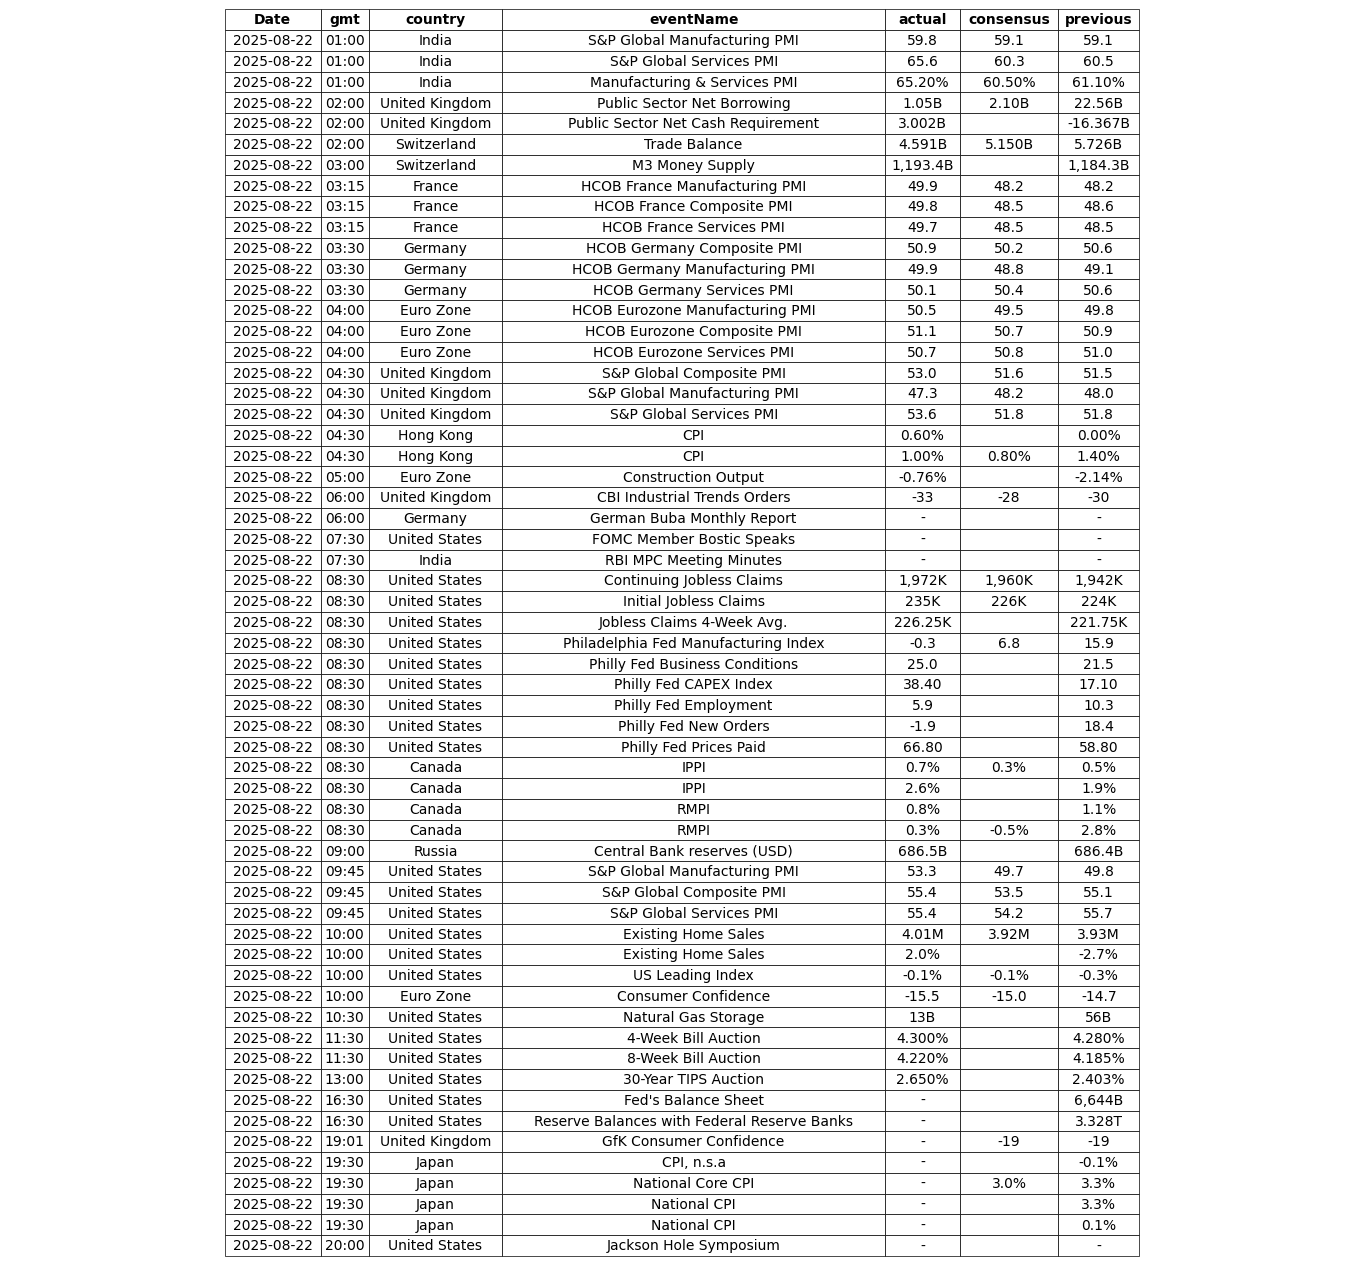 Date gmt country eventName actual consensus previous
2025-08-22 01:00 India S&P Global Manufacturing PMI 59.8 59.1 59.1
2025-08-22 01:00 India S&P Global Services PMI 65.6 60.3 60.5
2025-08-22 01:00 India Manufacturing & Services PMI 65.20% 60.50% 61.10%
2025-08-22 02:00 United Kingdom Public Sector Net Borrowing 1.05B 2.10B 22.56B
2025-08-22 02:00 United Kingdom Public Sector Net Cash Requirement 3.002B -16.367B
2025-08-22 02:00 Switzerland Trade Balance 4.591B 5.150B 5.726B
2025-08-22 03:00 Switzerland M3 Money Supply 1,193.4B 1,184.3B
2025-08-22 03:15 France HCOB France Manufacturing PMI 49.9 48.2 48.2
2025-08-22 03:15 France HCOB France Composite PMI 49.8 48.5 48.6
2025-08-22 03:15 France HCOB France Services PMI 49.7 48.5 48.5
2025-08-22 03:30 Germany HCOB Germany Composite PMI 50.9 50.2 50.6
2025-08-22 03:30 Germany HCOB Germany Manufacturing PMI 49.9 48.8 49.1
2025-08-22 03:30 Germany HCOB Germany Services PMI 50.1 50.4 50.6
2025-08-22 04:00 Euro Zone HCOB Eurozone Manufacturing PMI 50.5 49.5 49.8
2025-08-22 04:00 Euro Zone HCOB Eurozone Composite PMI 51.1 50.7 50.9
2025-08-22 04:00 Euro Zone HCOB Eurozone Services PMI 50.7 50.8 51.0
2025-08-22 04:30 United Kingdom S&P Global Composite PMI 53.0 51.6 51.5
2025-08-22 04:30 United Kingdom S&P Global Manufacturing PMI 47.3 48.2 48.0
2025-08-22 04:30 United Kingdom S&P Global Services PMI 53.6 51.8 51.8
2025-08-22 04:30 Hong Kong CPI 0.60% 0.00%
2025-08-22 04:30 Hong Kong CPI 1.00% 0.80% 1.40%
2025-08-22 05:00 Euro Zone Construction Output -0.76% -2.14%
2025-08-22 06:00 United Kingdom CBI Industrial Trends Orders -33 -28 -30
2025-08-22 06:00 Germany German Buba Monthly Report - -
2025-08-22 07:30 United States FOMC Member Bostic Speaks - -
2025-08-22 07:30 India RBI MPC Meeting Minutes - -
2025-08-22 08:30 United States Continuing Jobless Claims 1,972K 1,960K 1,942K
2025-08-22 08:30 United States Initial Jobless Claims 235K 226K 224K
2025-08-22 08:30 United States Jobless Claims 4-Week Avg. 226.25K 221.75K
2025-08-22 08:30 United States Philadelphia Fed Manufacturing Index -0.3 6.8 15.9
2025-08-22 08:30 United States Philly Fed Business Conditions 25.0 21.5
2025-08-22 08:30 United States Philly Fed CAPEX Index 38.40 17.10
2025-08-22 08:30 United States Philly Fed Employment 5.9 10.3
2025-08-22 08:30 United States Philly Fed New Orders -1.9 18.4
2025-08-22 08:30 United States Philly Fed Prices Paid 66.80 58.80
2025-08-22 08:30 Canada IPPI 0.7% 0.3% 0.5%
2025-08-22 08:30 Canada IPPI 2.6% 1.9%
2025-08-22 08:30 Canada RMPI 0.8% 1.1%
2025-08-22 08:30 Canada RMPI 0.3% -0.5% 2.8%
2025-08-22 09:00 Russia Central Bank reserves (USD) 686.5B 686.4B
2025-08-22 09:45 United States S&P Global Manufacturing PMI 53.3 49.7 49.8
2025-08-22 09:45 United States S&P Global Composite PMI 55.4 53.5 55.1
2025-08-22 09:45 United States S&P Global Services PMI 55.4 54.2 55.7
2025-08-22 10:00 United States Existing Home Sales 4.01M 3.92M 3.93M
2025-08-22 10:00 United States Existing Home Sales 2.0% -2.7%
2025-08-22 10:00 United States US Leading Index -0.1% -0.1% -0.3%
2025-08-22 10:00 Euro Zone Consumer Confidence -15.5 -15.0 -14.7
2025-08-22 10:30 United States Natural Gas Storage 13B 56B
2025-08-22 11:30 United States 4-Week Bill Auction 4.300% 4.280%
2025-08-22 11:30 United States 8-Week Bill Auction 4.220% 4.185%
2025-08-22 13:00 United States 30-Year TIPS Auction 2.650% 2.403%
2025-08-22 16:30 United States Fed's Balance Sheet - 6,644B
2025-08-22 16:30 United States Reserve Balances with Federal Reserve Banks - 3.328T
2025-08-22 19:01 United Kingdom GfK Consumer Confidence - -19 -19
2025-08-22 19:30 Japan CPI, n.s.a - -0.1%
2025-08-22 19:30 Japan National Core CPI - 3.0% 3.3%
2025-08-22 19:30 Japan National CPI - 3.3%
2025-08-22 19:30 Japan National CPI - 0.1%
2025-08-22 20:00 United States Jackson Hole Symposium - -